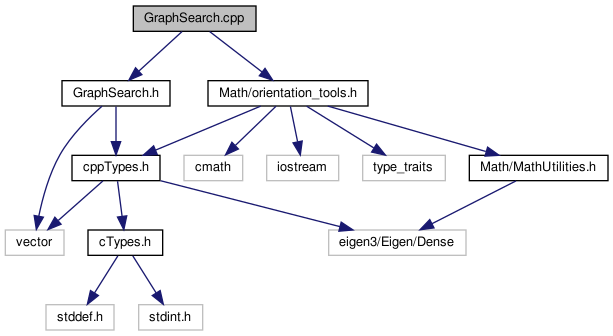 GraphSearch.cpp
GraphSearch.h
Math/orientation_tools.h
cppTypes.h
cmath
iostream
type_traits
Math/MathUtilities.h
vector
cTypes.h
eigen3/Eigen/Dense
stddef.h
stdint.h